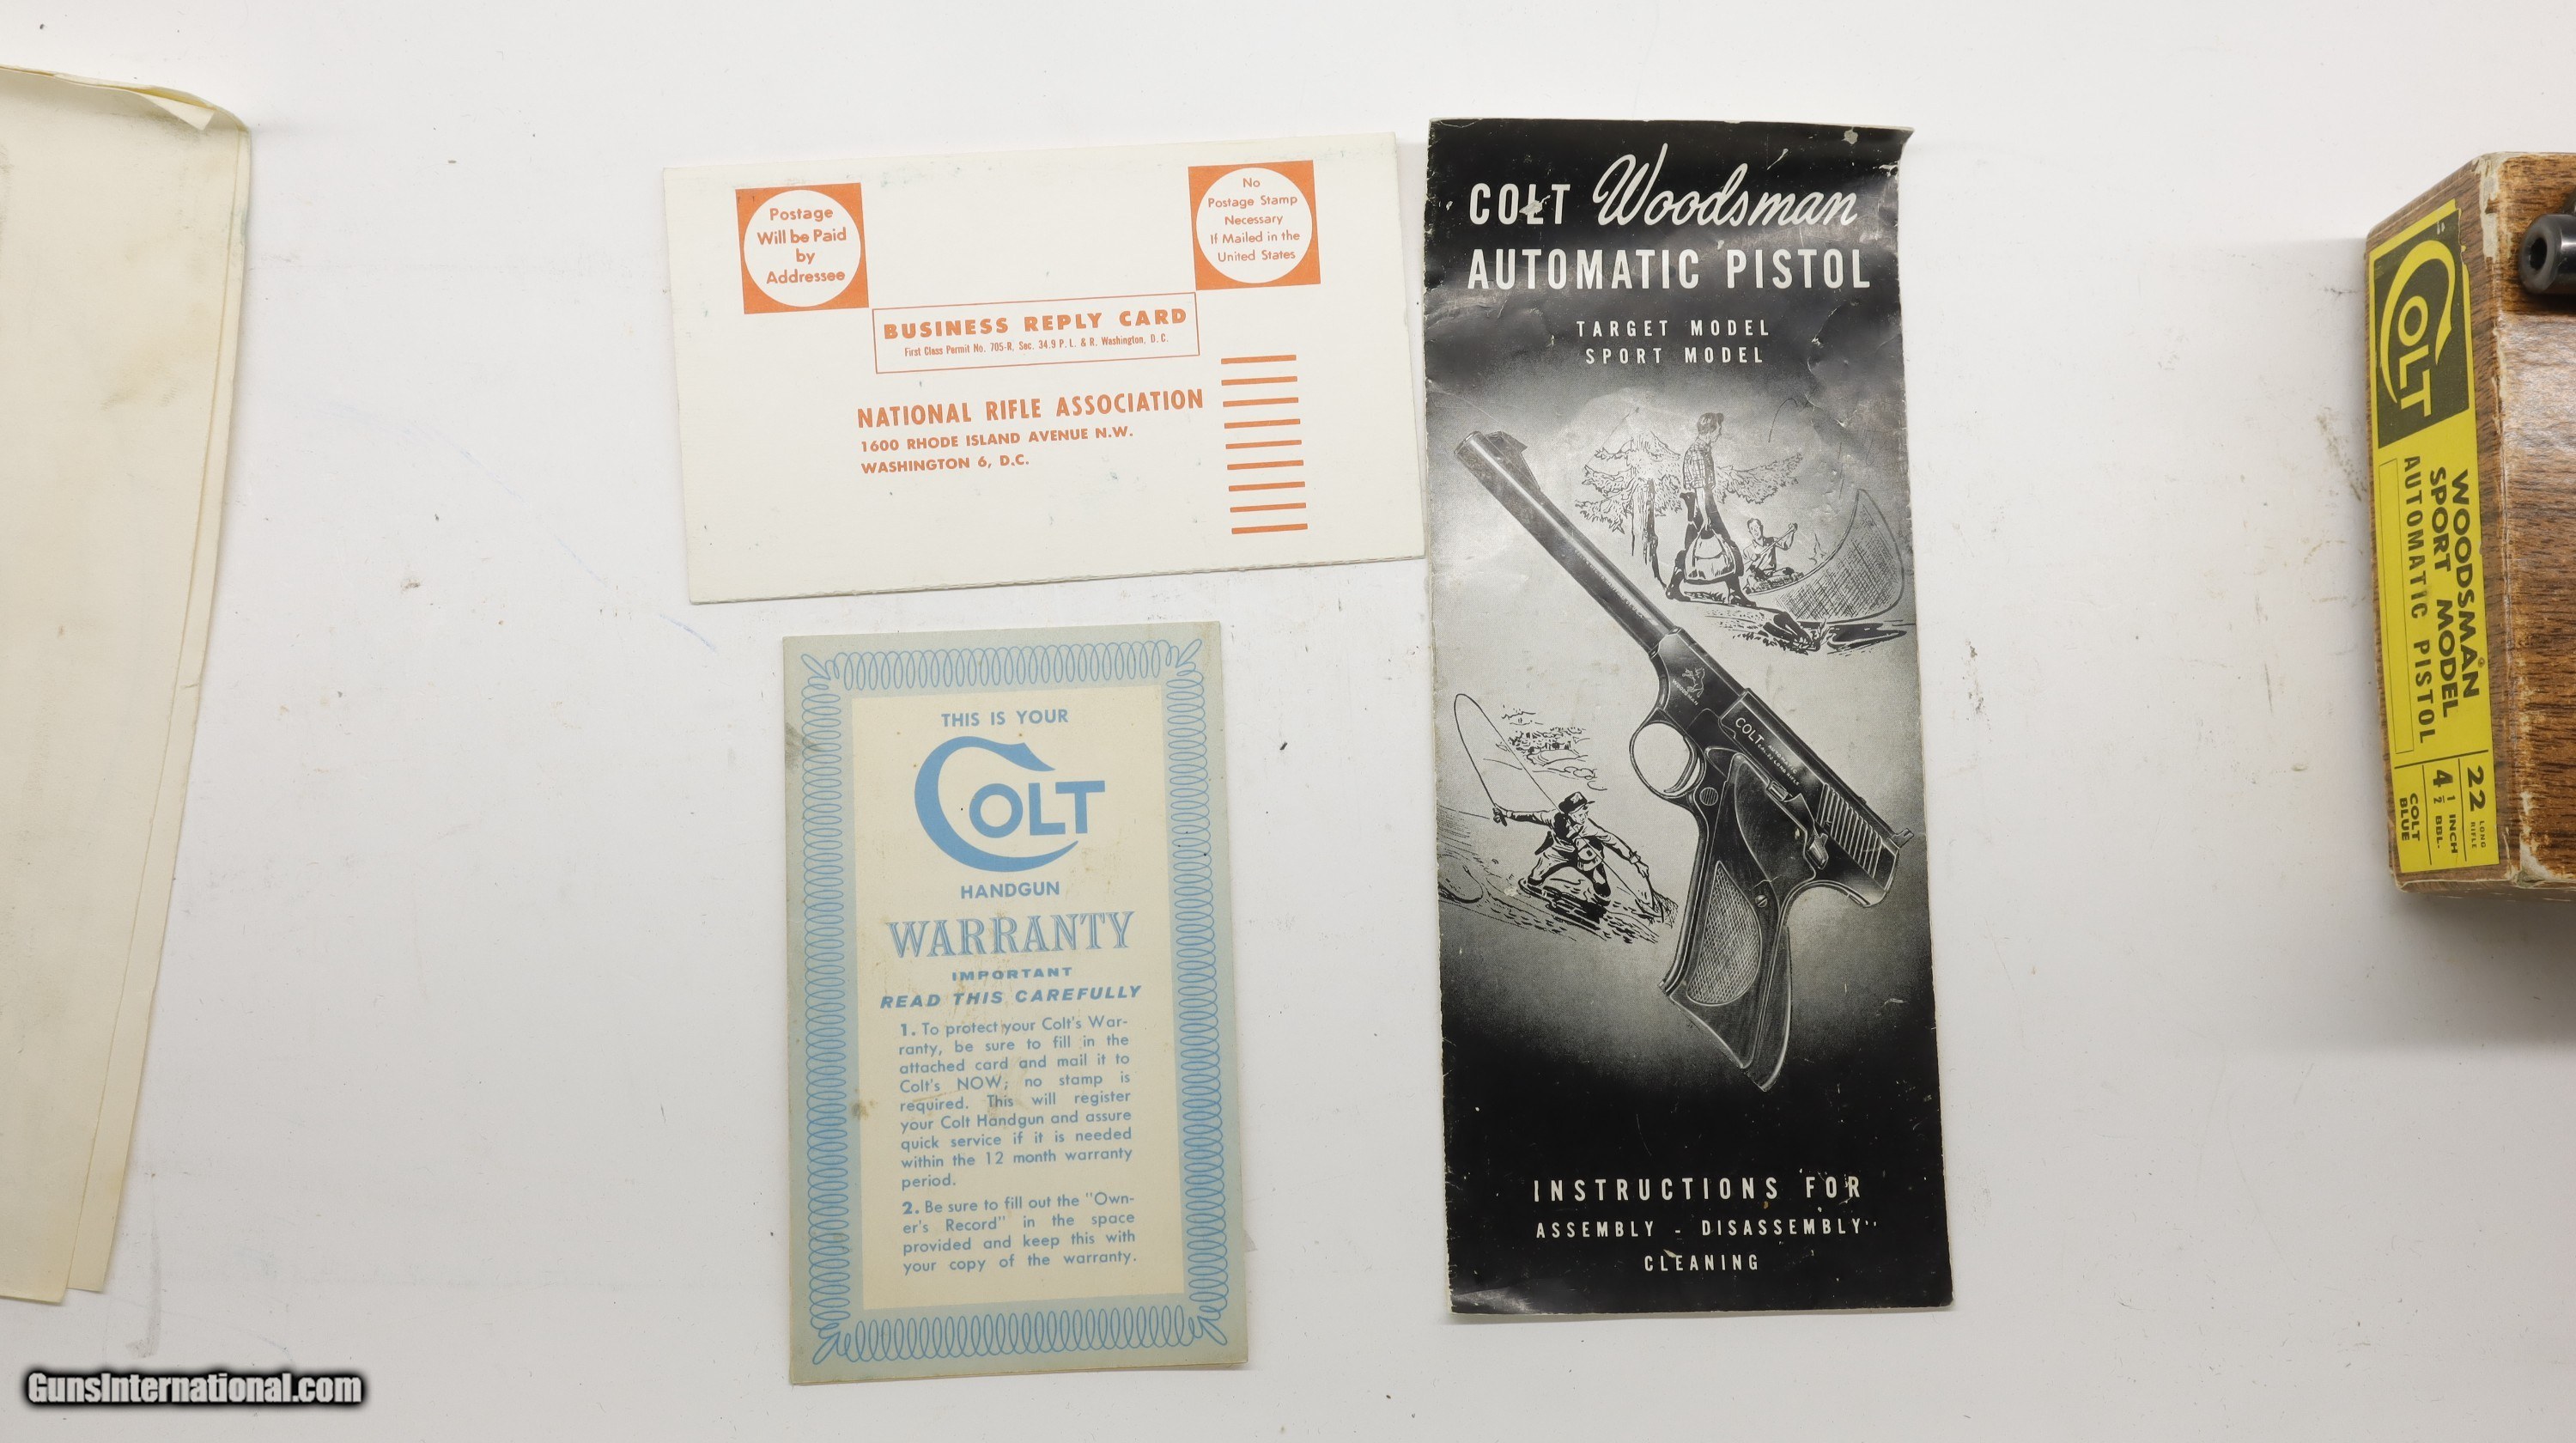 Postage
Will be Paid
by
Addressee
No
Postage Stamp
Necessary
If Mailed in the
United States
BUSINESS REPLY CARD
First Class Permit No. 705-R, Sec. 34.9 P. L. & R. Washington, D. C.
NATIONAL RIFLE ASSOCIATION
1600 RHODE ISLAND AVENUE N.W.
WASHINGTON 6, D.C.
THIS IS YOUR
COLT
HANDGUN
WARRANTY
IMPORTANT
READ THIS CAREFULLY
1. To protect your Colt's War-
ranty, be sure to fill in the
attached card and mail it to
Colt's NOW; no stamp is
required. This will register
your Colt Handgun and assure
quick service if it is needed
within the 12 month warranty
period.
2. Be sure to fill out the "Own-
er's Record" in the space
provided and keep this with
your copy of the warranty.
COLT Woodsman
AUTOMATIC PISTOL
TARGET MODEL
SPORT MODEL
WOODSMAN
COLT AUTOMATIC
CAL. 22 LONG RIFLE
INSTRUCTIONS FOR
ASSEMBLY - DISASSEMBLY
CLEANING
COLT
WOODSMAN®
SPORT MODEL
AUTOMATIC PISTOL
22 LONG RIFLE
4 1/2 INCH BBL.
COLT BLUE
GunsInternational.com